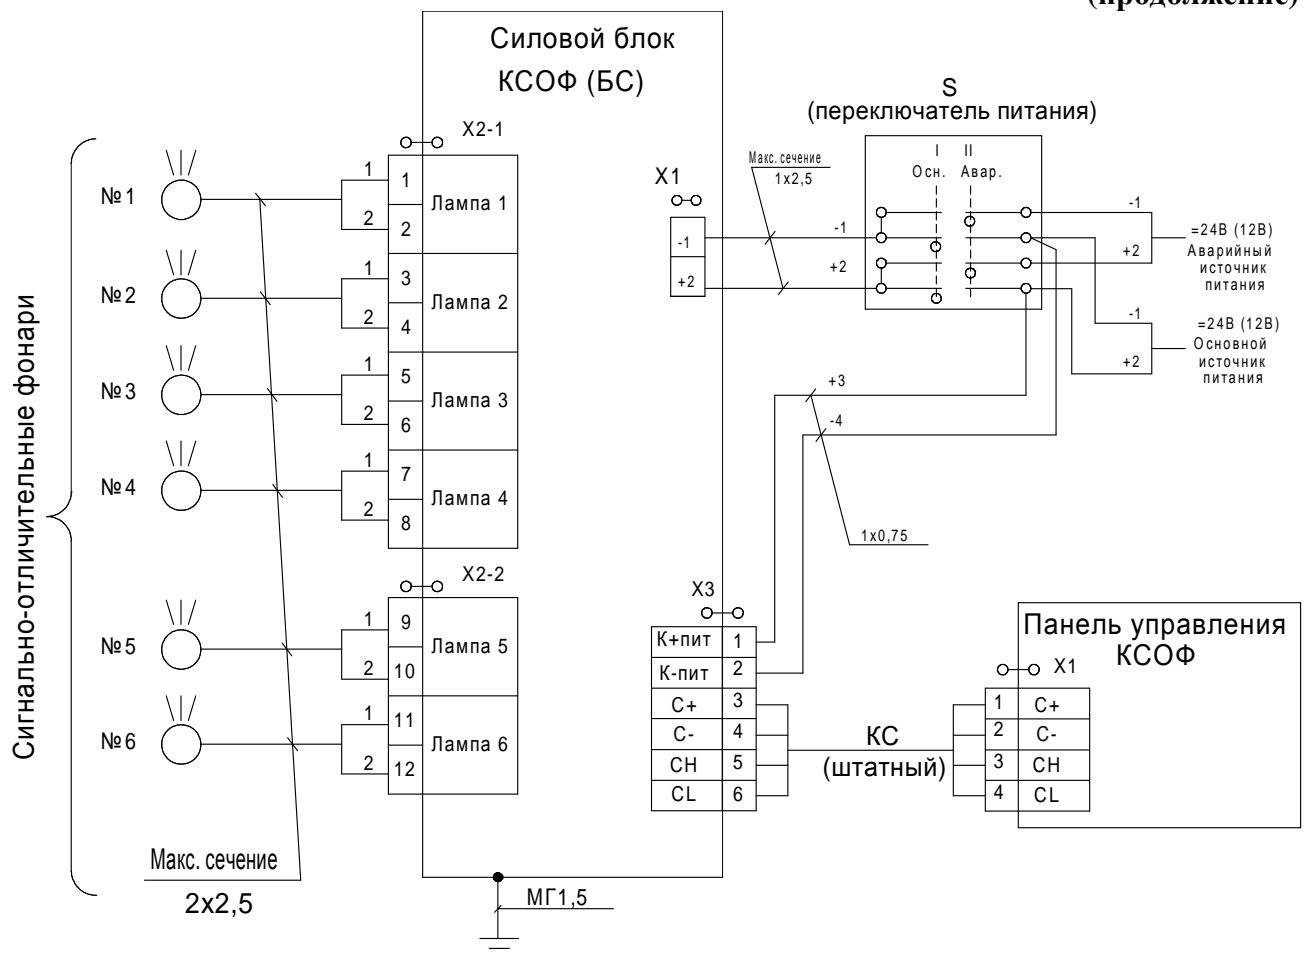 (продолжение)
Силовой блок
КСОФ (БС)
S
(переключатель питания)
Сигнально-отличительные фонари
№1
№2
№3
№4
№5
№6
Макс. сечение
2х2,5
X2-1
1
2
1
2
Лампа 1
1
2
3
4
Лампа 2
1
2
5
6
Лампа 3
1
2
7
8
Лампа 4
X2-2
1
2
9
10
Лампа 5
1
2
11
12
Лампа 6
МГ1,5
X1
-1
+2
Макс. сечение
1х2,5
-1
+2
I
II
Осн.
Авар.
-1
+2
=24В (12В)
Аварийный
источник
питания
-1
+2
=24В (12В)
Основной
источник
питания
+3
-4
1х0,75
X3
К+пит 1
К-пит 2
C+ 3
C- 4
CH 5
CL 6
КС
(штатный)
Панель управления
КСОФ
X1
1 C+
2 C-
3 CH
4 CL